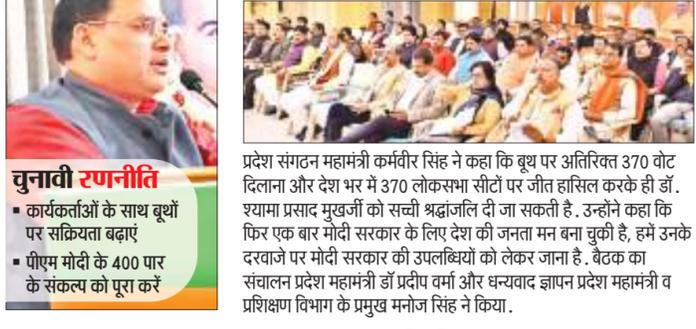 चुनावी रणनीति
▪ कार्यकर्ताओं के साथ बूथों
पर सक्रियता बढ़ाएं
▪ पीएम मोदी के 400 पार
के संकल्प को पूरा करें
प्रदेश संगठन महामंत्री कर्मवीर सिंह ने कहा कि बूथ पर अतिरिक्त 370 वोट
दिलाना और देश भर में 370 लोकसभा सीटों पर जीत हासिल करके ही डॉ.
श्यामा प्रसाद मुखर्जी को सच्ची श्रद्धांजलि दी जा सकती है. उन्होंने कहा कि
फिर एक बार मोदी सरकार के लिए देश की जनता मन बना चुकी है, हमें उनके
दरवाजे पर मोदी सरकार की उपलब्धियों को लेकर जाना है. बैठक का
संचालन प्रदेश महामंत्री डॉ प्रदीप वर्मा और धन्यवाद ज्ञापन प्रदेश महामंत्री व
प्रशिक्षण विभाग के प्रमुख मनोज सिंह ने किया.